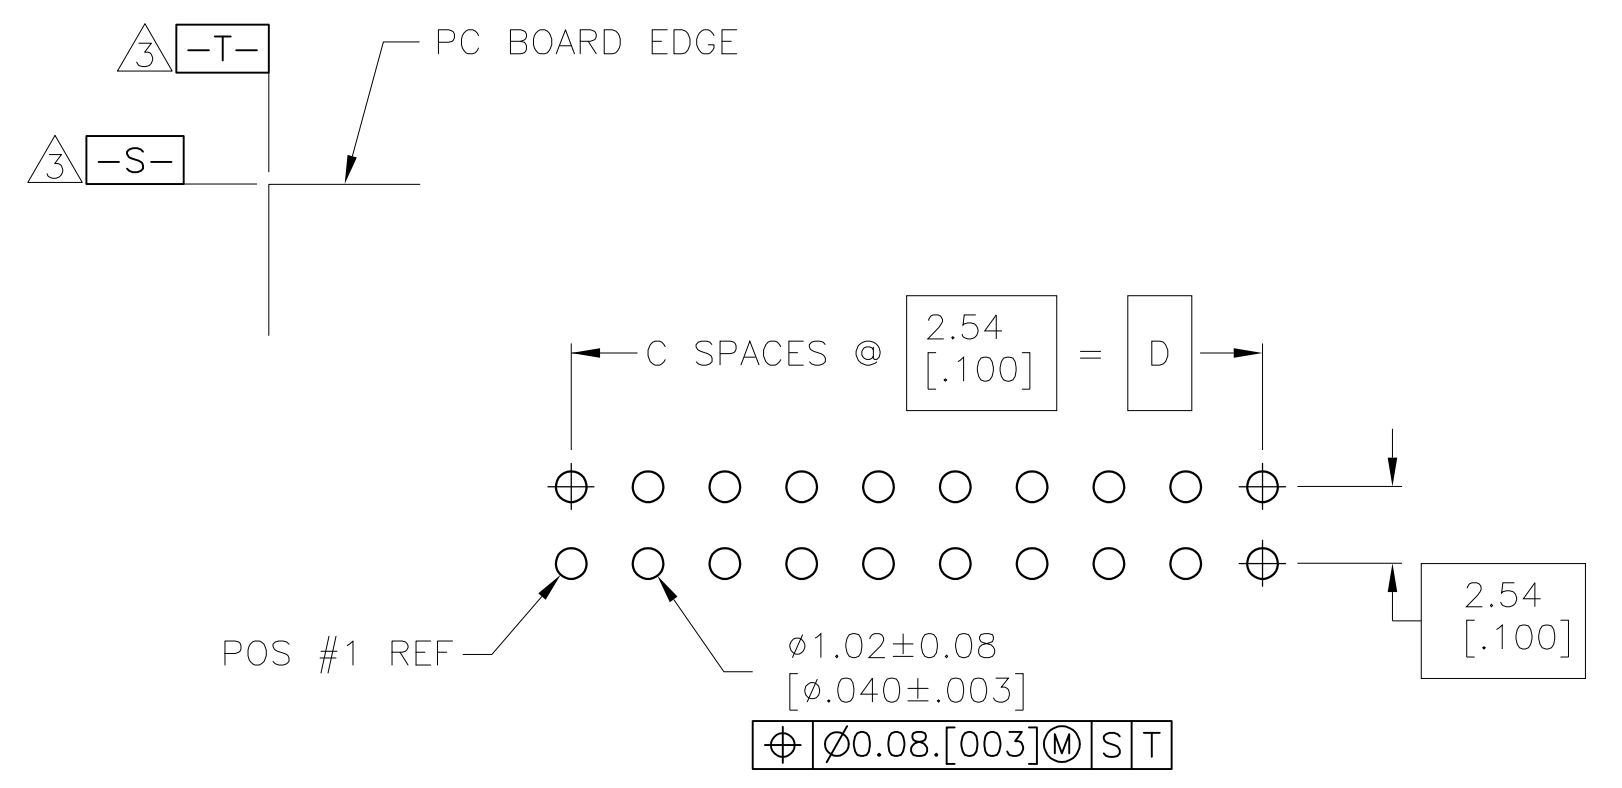 3 -T- PC BOARD EDGE
3 -S-
C SPACES @ 2.54 [.100] = D
2.54
[.100]
POS #1 REF
ø1.02±0.08
[ø.040±.003]
⌖ Ø0.08.[003]Ⓜ S T